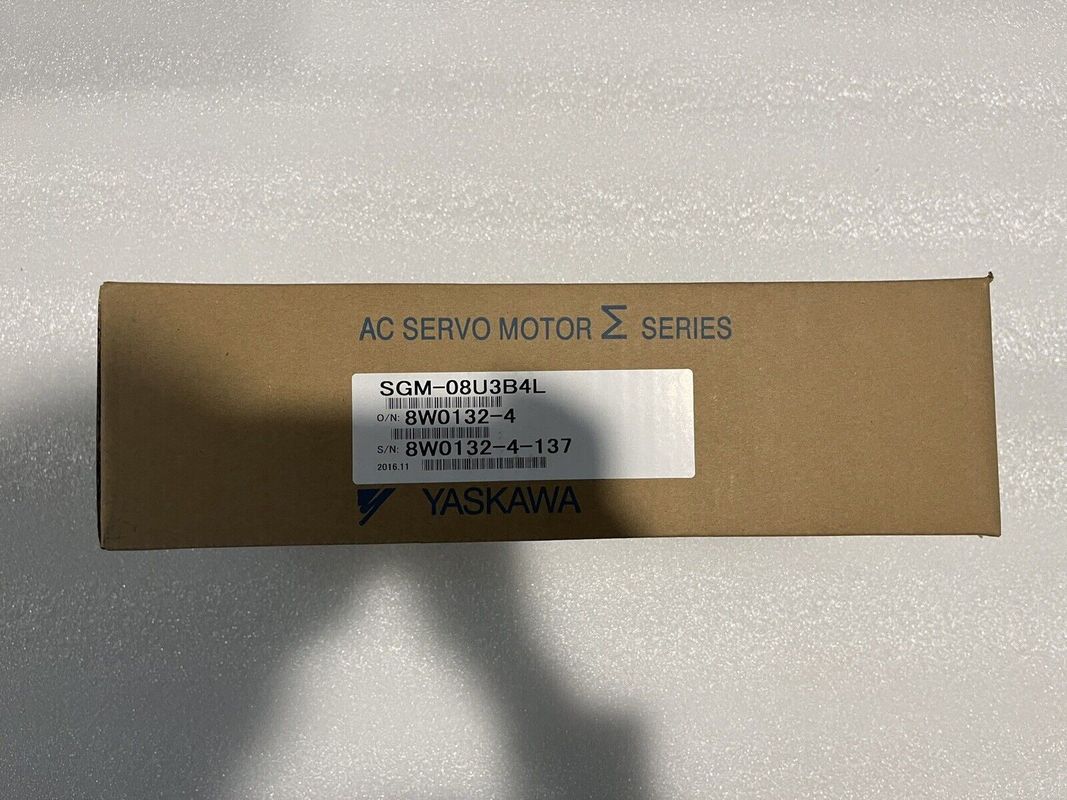 AC SERVO MOTOR Σ SERIES
SGM-08U3B4L
O/N: 8W0132-4
S/N: 8W0132-4-137
2016.11
YASKAWA